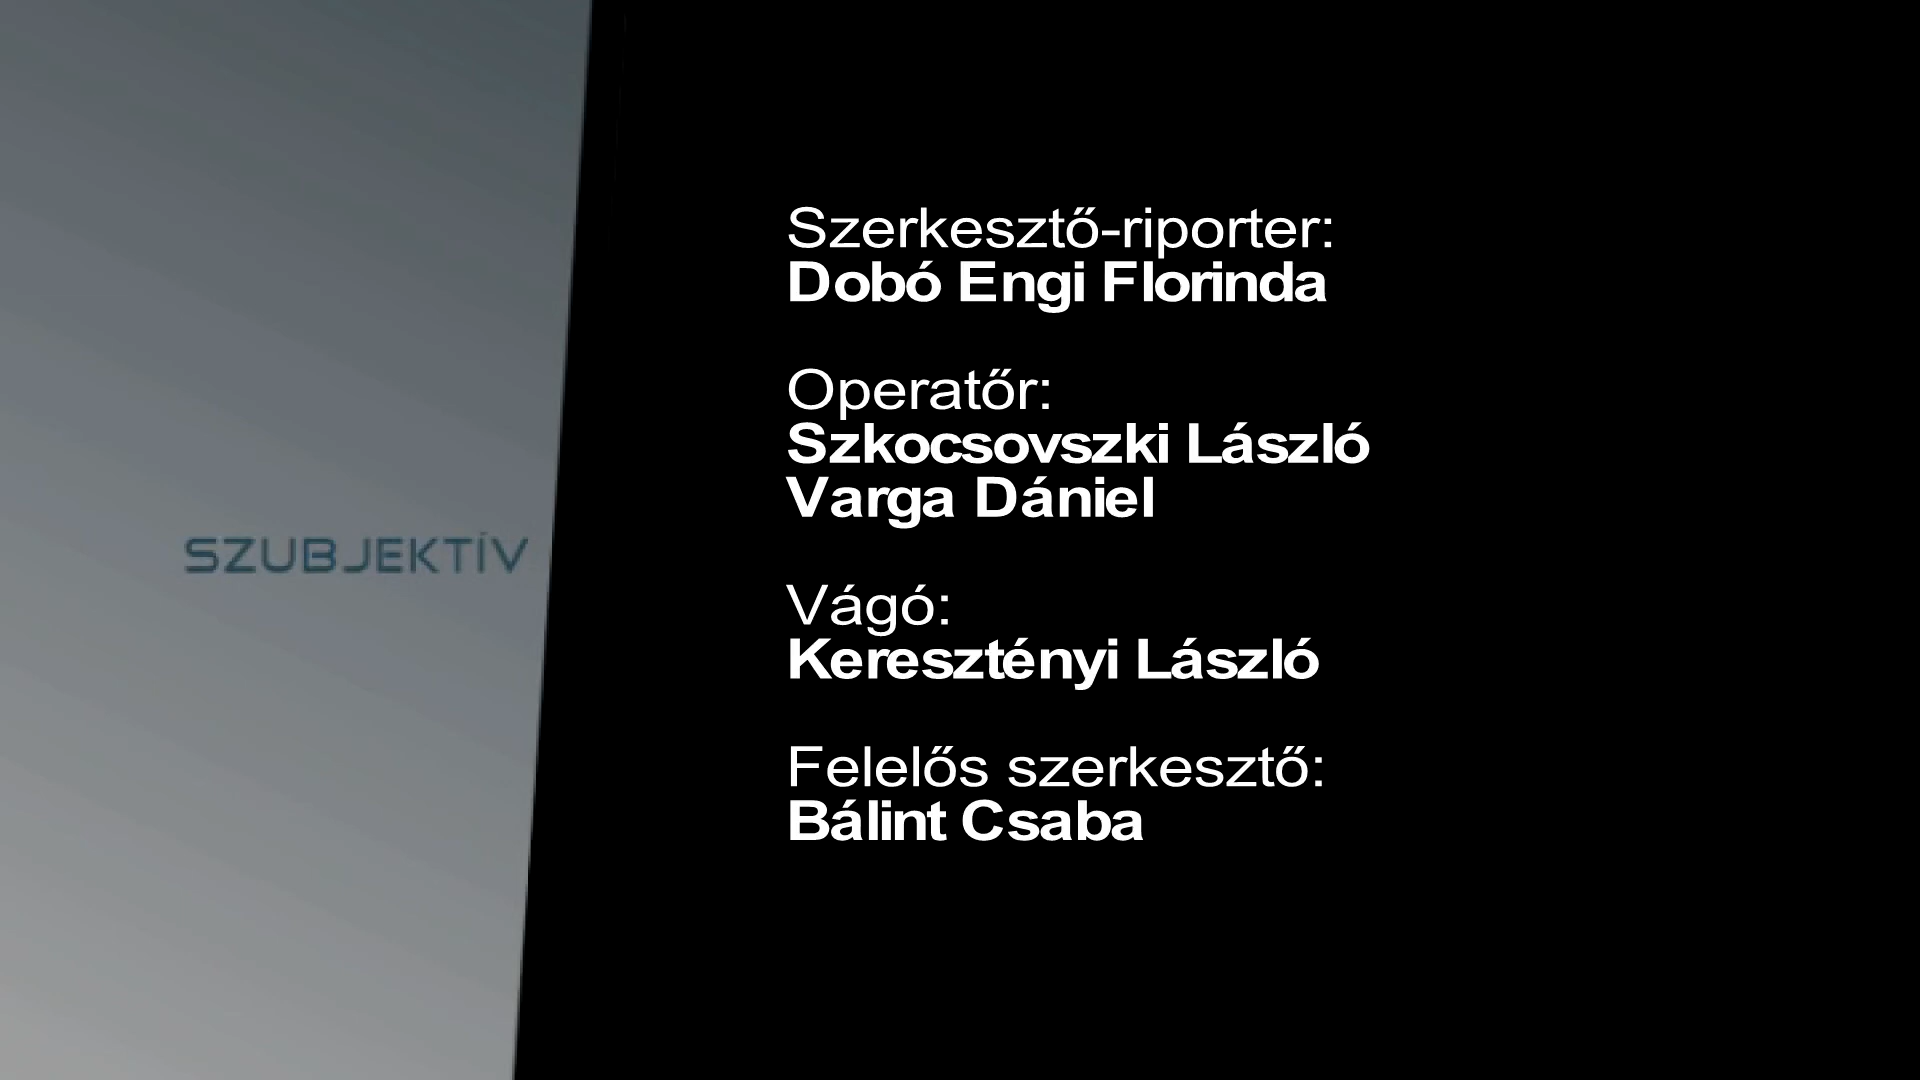 SZUBJEKTÍV
Szerkesztő-riporter:
Dobó Engi Florinda
Operatőr:
Szkocsovszki László
Varga Dániel
Vágó:
Keresztényi László
Felelős szerkesztő:
Bálint Csaba